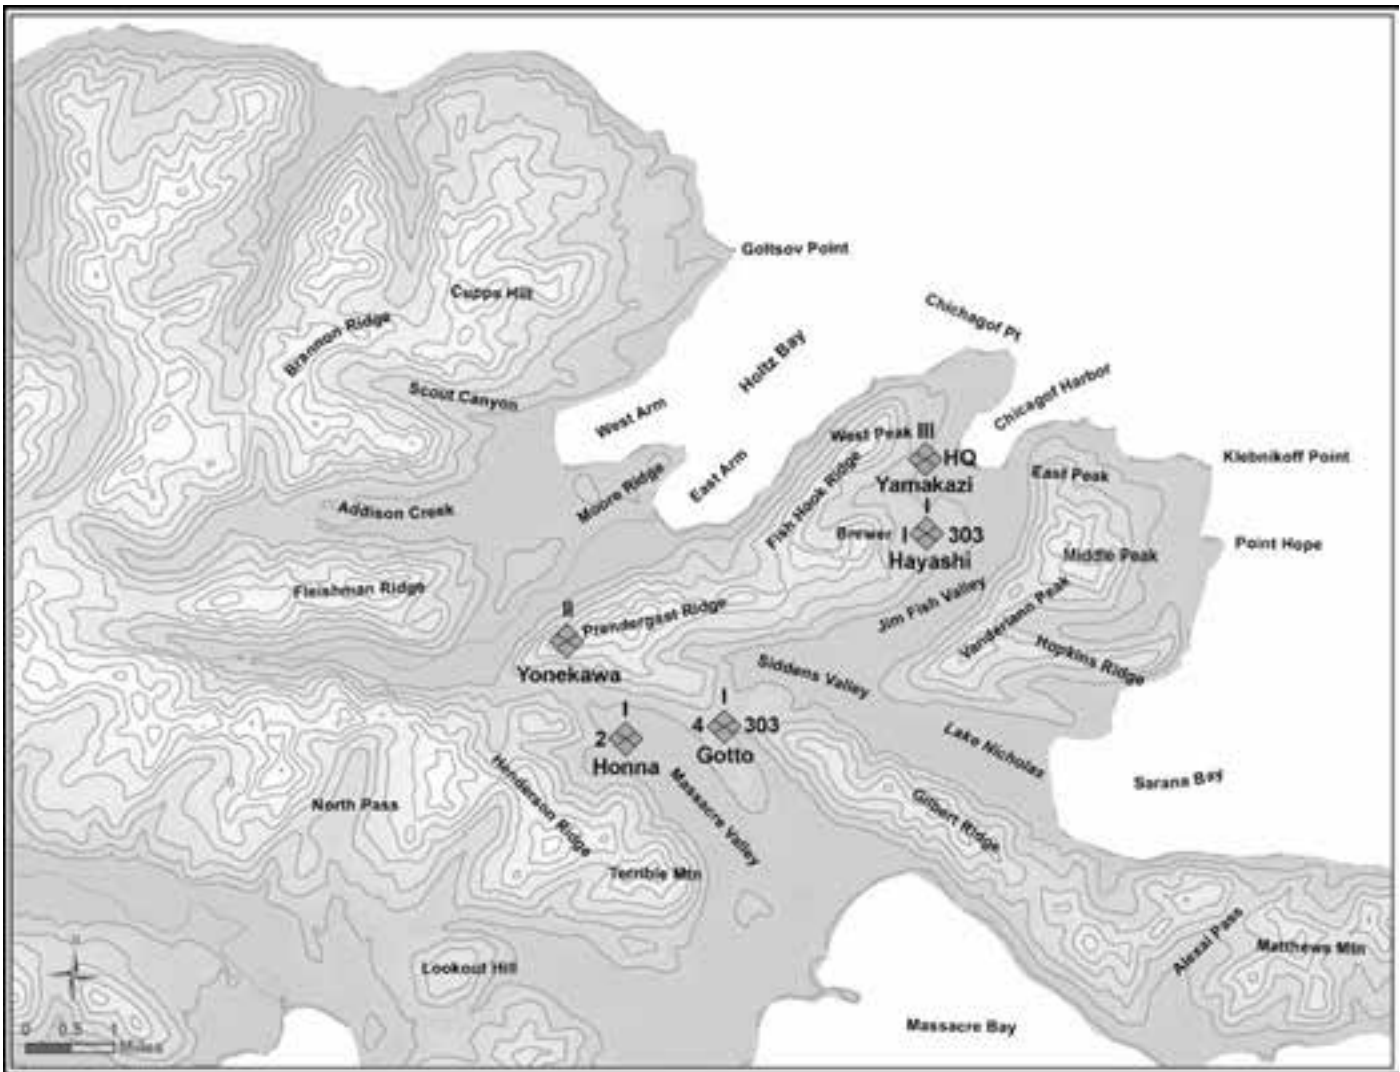 Goltsov Point
Cupps Hill
Brannon Ridge
Chichagof Pt
Holtz Bay
Scout Canyon
West Arm
Chicagof Harbor
West Peak III
HQ
Yamakazi
Klebnikoff Point
East Peak
East Arm
Moore Ridge
Fish Hook Ridge
Addison Creek
I
Brewer I 303
Hayashi
Point Hope
Middle Peak
Fleishman Ridge
Jim Fish Valley
II
Prendergast Ridge
Yonekawa
Vanderlann Peak
Hopkins Ridge
Siddens Valley
I
2
Honna
I
4 303
Gotto
Lake Nicholas
Sarana Bay
Henderson Ridge
North Pass
Massacre Valley
Gilbert Ridge
Terrible Mtn
Alexai Pass
Matthews Mtn
Lookout Hill
Massacre Bay
0 0.5 1
Miles